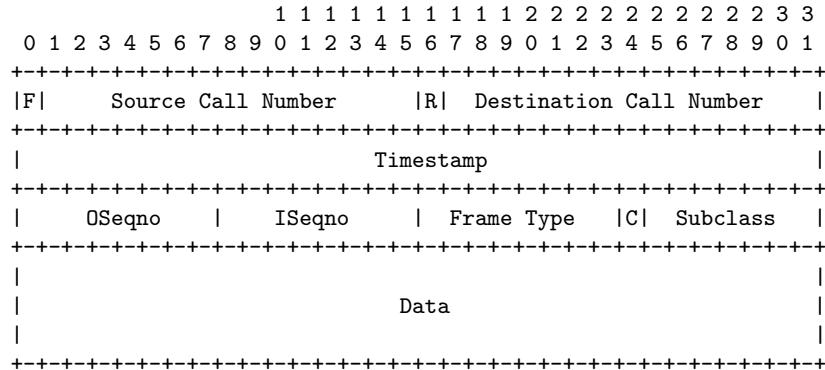 1 1 1 1 1 1 1 1 1 1 2 2 2 2 2 2 2 2 2 2 3 3
 0 1 2 3 4 5 6 7 8 9 0 1 2 3 4 5 6 7 8 9 0 1 2 3 4 5 6 7 8 9 0 1
+-+-+-+-+-+-+-+-+-+-+-+-+-+-+-+-+-+-+-+-+-+-+-+-+-+-+-+-+-+-+-+-+
|F|     Source Call Number      |R|  Destination Call Number    |
+-+-+-+-+-+-+-+-+-+-+-+-+-+-+-+-+-+-+-+-+-+-+-+-+-+-+-+-+-+-+-+-+
|                            Timestamp                          |
+-+-+-+-+-+-+-+-+-+-+-+-+-+-+-+-+-+-+-+-+-+-+-+-+-+-+-+-+-+-+-+-+
|     OSeqno    |    ISeqno     |  Frame Type   |C|  Subclass   |
+-+-+-+-+-+-+-+-+-+-+-+-+-+-+-+-+-+-+-+-+-+-+-+-+-+-+-+-+-+-+-+-+
|                                                               |
|                              Data                             |
|                                                               |
+-+-+-+-+-+-+-+-+-+-+-+-+-+-+-+-+-+-+-+-+-+-+-+-+-+-+-+-+-+-+-+-+